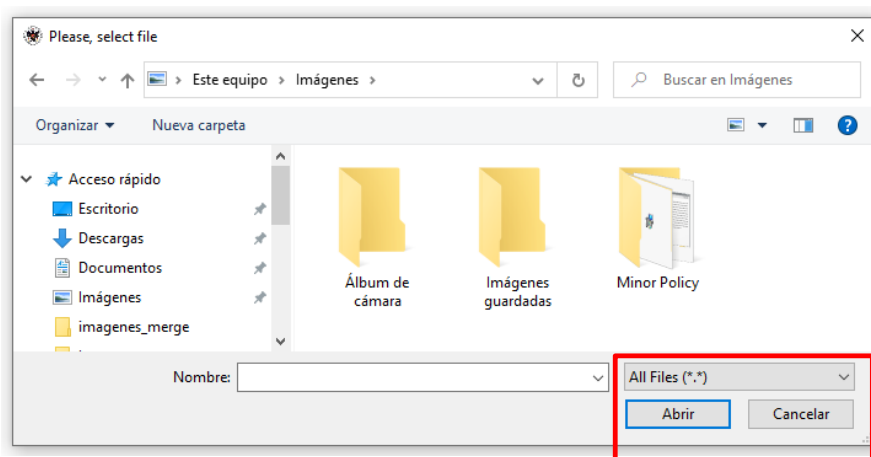 Please, select file
Este equipo > Imágenes >
Buscar en Imágenes
Organizar
Nueva carpeta
Acceso rápido
Escritorio
Descargas
Documentos
Imágenes
imagenes_merge
Álbum de
cámara
Imágenes
guardadas
Minor Policy
Nombre:
All Files (*.*)
Abrir
Cancelar